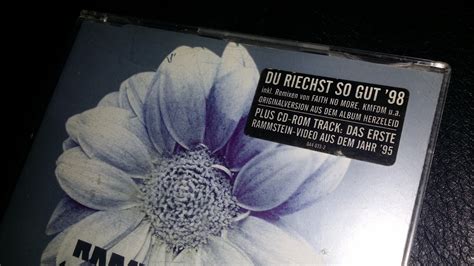 DU RIECHST SO GUT '98
inkl. Remixen von FAITH NO MORE, KMFDM u.a.
ORIGINALVERSION AUS DEM ALBUM HERZELEID
PLUS CD-ROM TRACK: DAS ERSTE
RAMMSTEIN-VIDEO AUS DEM JAHR '95